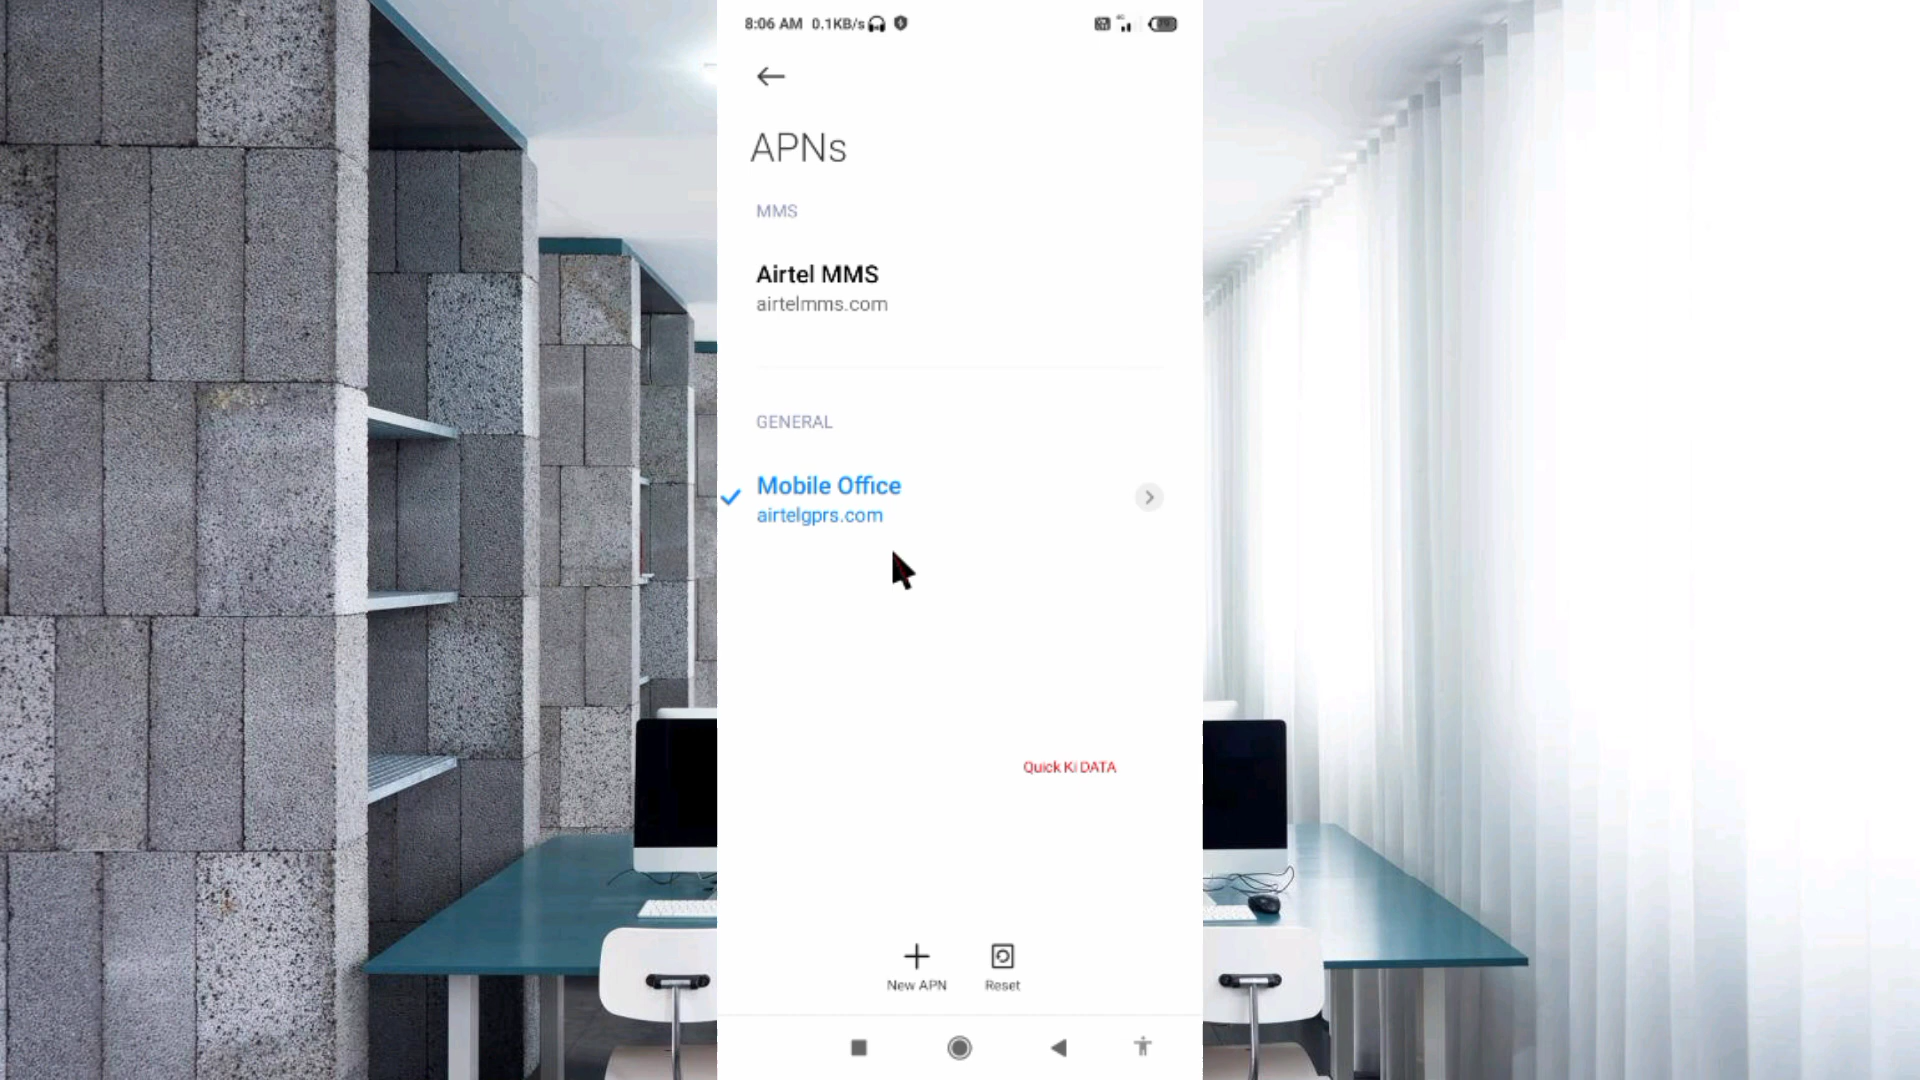 8:06 AM 0.1KB/s
APNs
MMS
Airtel MMS
airtelmms.com
GENERAL
Mobile Office
airtelgprs.com
Quick Ki DATA
New APN Reset